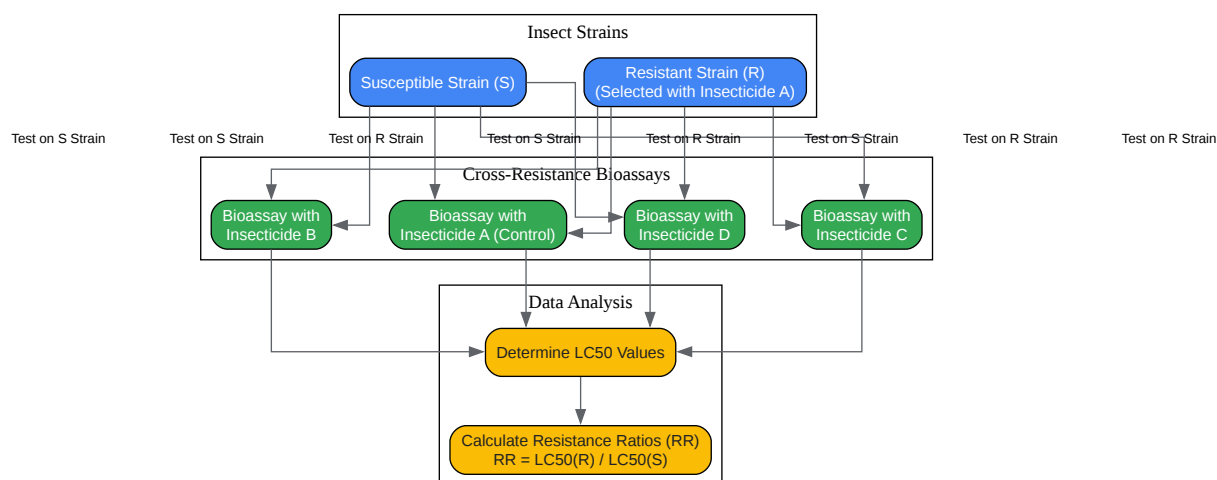 Insect Strains
Susceptible Strain (S)
Resistant Strain (R)
(Selected with Insecticide A)
Test on S Strain
Test on S Strain
Test on R Strain
Test on S Strain
Test on R Strain
Test on S Strain
Test on R Strain
Test on R Strain
Cross-Resistance Bioassays
Bioassay with
Insecticide B
Bioassay with
Insecticide A (Control)
Bioassay with
Insecticide D
Bioassay with
Insecticide C
Data Analysis
Determine LC50 Values
Calculate Resistance Ratios (RR)
RR = LC50(R) / LC50(S)